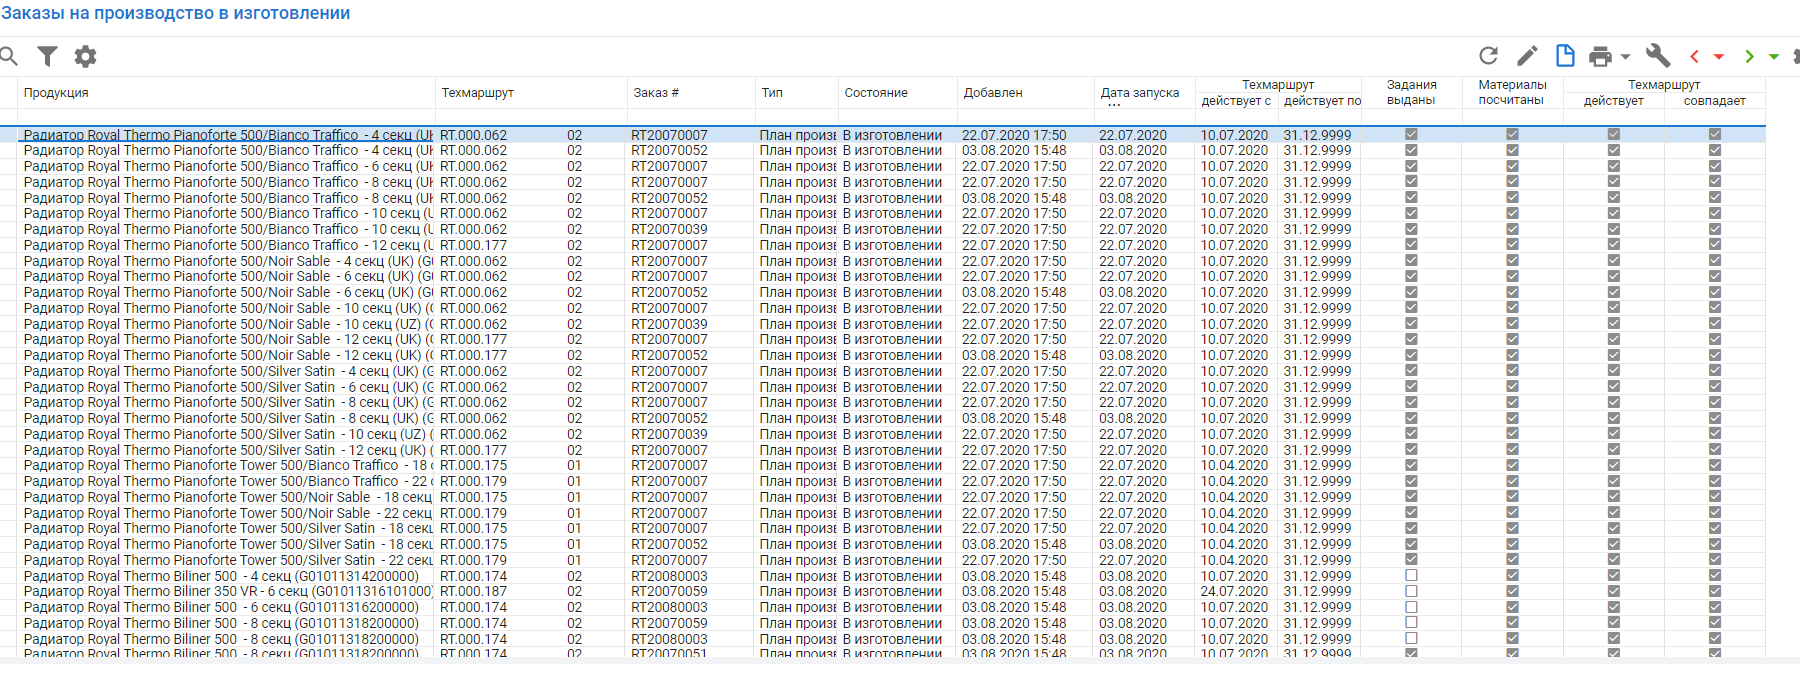 Заказы на производство в изготовлении
Продукция Техмаршрут Заказ # Тип Состояние Добавлен Дата запуска ... Техмаршрут действует с действует по Задания выданы Материалы посчитаны Техмаршрут действует совпадает
Радиатор Royal Thermo Pianoforte 500/Bianco Traffico - 4 секц (UK RT.000.062 02 RT20070007 План произв В изготовлении 22.07.2020 17:50 22.07.2020 10.07.2020 31.12.9999
Радиатор Royal Thermo Pianoforte 500/Bianco Traffico - 4 секц (UK RT.000.062 02 RT20070052 План произв В изготовлении 03.08.2020 15:48 03.08.2020 10.07.2020 31.12.9999
Радиатор Royal Thermo Pianoforte 500/Bianco Traffico - 6 секц (UK RT.000.062 02 RT20070007 План произв В изготовлении 22.07.2020 17:50 22.07.2020 10.07.2020 31.12.9999
Радиатор Royal Thermo Pianoforte 500/Bianco Traffico - 8 секц (UK RT.000.062 02 RT20070007 План произв В изготовлении 22.07.2020 17:50 22.07.2020 10.07.2020 31.12.9999
Радиатор Royal Thermo Pianoforte 500/Bianco Traffico - 8 секц (UK RT.000.062 02 RT20070052 План произв В изготовлении 03.08.2020 15:48 03.08.2020 10.07.2020 31.12.9999
Радиатор Royal Thermo Pianoforte 500/Bianco Traffico - 10 секц (U RT.000.062 02 RT20070007 План произв В изготовлении 22.07.2020 17:50 22.07.2020 10.07.2020 31.12.9999
Радиатор Royal Thermo Pianoforte 500/Bianco Traffico - 10 секц (U RT.000.062 02 RT20070039 План произв В изготовлении 22.07.2020 17:50 22.07.2020 10.07.2020 31.12.9999
Радиатор Royal Thermo Pianoforte 500/Bianco Traffico - 12 секц (U RT.000.177 02 RT20070007 План произв В изготовлении 22.07.2020 17:50 22.07.2020 10.07.2020 31.12.9999
Радиатор Royal Thermo Pianoforte 500/Noir Sable - 4 секц (UK) (G0 RT.000.062 02 RT20070007 План произв В изготовлении 22.07.2020 17:50 22.07.2020 10.07.2020 31.12.9999
Радиатор Royal Thermo Pianoforte 500/Noir Sable - 6 секц (UK) (G0 RT.000.062 02 RT20070007 План произв В изготовлении 22.07.2020 17:50 22.07.2020 10.07.2020 31.12.9999
Радиатор Royal Thermo Pianoforte 500/Noir Sable - 6 секц (UK) (G0 RT.000.062 02 RT20070052 План произв В изготовлении 03.08.2020 15:48 03.08.2020 10.07.2020 31.12.9999
Радиатор Royal Thermo Pianoforte 500/Noir Sable - 10 секц (UK) (G RT.000.062 02 RT20070007 План произв В изготовлении 22.07.2020 17:50 22.07.2020 10.07.2020 31.12.9999
Радиатор Royal Thermo Pianoforte 500/Noir Sable - 10 секц (UZ) (G RT.000.062 02 RT20070039 План произв В изготовлении 22.07.2020 17:50 22.07.2020 10.07.2020 31.12.9999
Радиатор Royal Thermo Pianoforte 500/Noir Sable - 12 секц (UK) (G RT.000.177 02 RT20070007 План произв В изготовлении 22.07.2020 17:50 22.07.2020 10.07.2020 31.12.9999
Радиатор Royal Thermo Pianoforte 500/Noir Sable - 12 секц (UK) (G RT.000.177 02 RT20070052 План произв В изготовлении 03.08.2020 15:48 03.08.2020 10.07.2020 31.12.9999
Радиатор Royal Thermo Pianoforte 500/Silver Satin - 4 секц (UK) (G RT.000.062 02 RT20070007 План произв В изготовлении 22.07.2020 17:50 22.07.2020 10.07.2020 31.12.9999
Радиатор Royal Thermo Pianoforte 500/Silver Satin - 6 секц (UK) (G RT.000.062 02 RT20070007 План произв В изготовлении 22.07.2020 17:50 22.07.2020 10.07.2020 31.12.9999
Радиатор Royal Thermo Pianoforte 500/Silver Satin - 8 секц (UK) (G RT.000.062 02 RT20070007 План произв В изготовлении 22.07.2020 17:50 22.07.2020 10.07.2020 31.12.9999
Радиатор Royal Thermo Pianoforte 500/Silver Satin - 8 секц (UK) (G RT.000.062 02 RT20070052 План произв В изготовлении 03.08.2020 15:48 03.08.2020 10.07.2020 31.12.9999
Радиатор Royal Thermo Pianoforte 500/Silver Satin - 10 секц (UZ) ( RT.000.062 02 RT20070039 План произв В изготовлении 22.07.2020 17:50 22.07.2020 10.07.2020 31.12.9999
Радиатор Royal Thermo Pianoforte 500/Silver Satin - 12 секц (UK) ( RT.000.177 02 RT20070007 План произв В изготовлении 22.07.2020 17:50 22.07.2020 10.07.2020 31.12.9999
Радиатор Royal Thermo Pianoforte Tower 500/Bianco Traffico - 18 с RT.000.175 01 RT20070007 План произв В изготовлении 22.07.2020 17:50 22.07.2020 10.04.2020 31.12.9999
Радиатор Royal Thermo Pianoforte Tower 500/Bianco Traffico - 22 с RT.000.179 01 RT20070007 План произв В изготовлении 22.07.2020 17:50 22.07.2020 10.04.2020 31.12.9999
Радиатор Royal Thermo Pianoforte Tower 500/Noir Sable - 18 секц RT.000.175 01 RT20070007 План произв В изготовлении 22.07.2020 17:50 22.07.2020 10.04.2020 31.12.9999
Радиатор Royal Thermo Pianoforte Tower 500/Noir Sable - 22 секц RT.000.179 01 RT20070007 План произв В изготовлении 22.07.2020 17:50 22.07.2020 10.04.2020 31.12.9999
Радиатор Royal Thermo Pianoforte Tower 500/Silver Satin - 18 секц RT.000.175 01 RT20070007 План произв В изготовлении 22.07.2020 17:50 22.07.2020 10.04.2020 31.12.9999
Радиатор Royal Thermo Pianoforte Tower 500/Silver Satin - 18 секц RT.000.175 01 RT20070052 План произв В изготовлении 03.08.2020 15:48 03.08.2020 10.04.2020 31.12.9999
Радиатор Royal Thermo Pianoforte Tower 500/Silver Satin - 22 секц RT.000.179 01 RT20070007 План произв В изготовлении 22.07.2020 17:50 22.07.2020 10.04.2020 31.12.9999
Радиатор Royal Thermo Biliner 500 - 4 секц (G01011314200000) RT.000.174 02 RT20080003 План произв В изготовлении 03.08.2020 15:48 03.08.2020 10.07.2020 31.12.9999
Радиатор Royal Thermo Biliner 350 VR - 6 секц (G01011316101000) RT.000.187 02 RT20070059 План произв В изготовлении 03.08.2020 15:48 03.08.2020 24.07.2020 31.12.9999
Радиатор Royal Thermo Biliner 500 - 6 секц (G01011316200000) RT.000.174 02 RT20080003 План произв В изготовлении 03.08.2020 15:48 03.08.2020 10.07.2020 31.12.9999
Радиатор Royal Thermo Biliner 500 - 8 секц (G01011318200000) RT.000.174 02 RT20070059 План произв В изготовлении 03.08.2020 15:48 03.08.2020 10.07.2020 31.12.9999
Радиатор Royal Thermo Biliner 500 - 8 секц (G01011318200000) RT.000.174 02 RT20080003 План произв В изготовлении 03.08.2020 15:48 03.08.2020 10.07.2020 31.12.9999
Радиатор Royal Thermo Biliner 500 - 8 секц (G01011318200000) RT.000.174 02 RT20070051 План произв В изготовлении 03.08.2020 15:48 03.08.2020 10.07.2020 31.12.9999